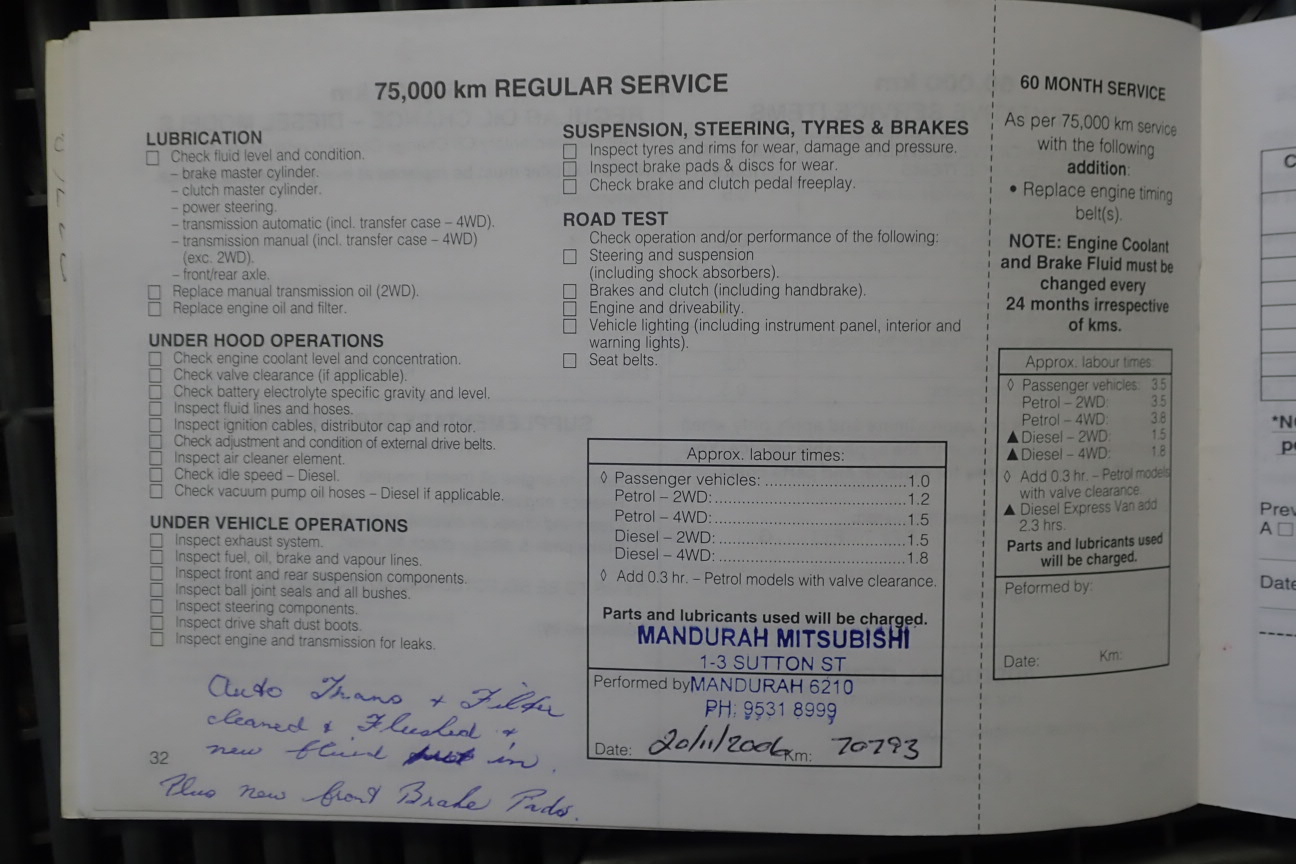 75,000 km REGULAR SERVICE
LUBRICATION
Check fluid level and condition.
– brake master cylinder.
– clutch master cylinder.
– power steering.
– transmission automatic (incl. transfer case – 4WD).
– transmission manual (incl. transfer case – 4WD)
(exc. 2WD).
– front/rear axle.
Replace manual transmission oil (2WD).
Replace engine oil and filter.
UNDER HOOD OPERATIONS
Check engine coolant level and concentration.
Check valve clearance (if applicable).
Check battery electrolyte specific gravity and level.
Inspect fluid lines and hoses.
Inspect ignition cables, distributor cap and rotor.
Check adjustment and condition of external drive belts.
Inspect air cleaner element.
Check idle speed – Diesel.
Check vacuum pump oil hoses – Diesel if applicable.
UNDER VEHICLE OPERATIONS
Inspect exhaust system.
Inspect fuel, oil, brake and vapour lines.
Inspect front and rear suspension components.
Inspect ball joint seals and all bushes.
Inspect steering components.
Inspect drive shaft dust boots.
Inspect engine and transmission for leaks.
Auto Trans + Filter
cleaned & Flushed +
new fluid put in.
Plus new front Brake Pads.
32
SUSPENSION, STEERING, TYRES & BRAKES
Inspect tyres and rims for wear, damage and pressure.
Inspect brake pads & discs for wear.
Check brake and clutch pedal freeplay.
ROAD TEST
Check operation and/or performance of the following:
Steering and suspension
(including shock absorbers).
Brakes and clutch (including handbrake).
Engine and driveability.
Vehicle lighting (including instrument panel, interior and
warning lights).
Seat belts.
Approx. labour times:
◊ Passenger vehicles: ........ 1.0
Petrol – 2WD: ........ 1.2
Petrol – 4WD: ........ 1.5
Diesel – 2WD: ........ 1.5
Diesel – 4WD: ........ 1.8
◊ Add 0.3 hr. – Petrol models with valve clearance.
Parts and lubricants used will be charged.
MANDURAH MITSUBISHI
1-3 SUTTON ST
Performed by MANDURAH 6210
PH: 9531 8999
Date: 20/11/2006 Km: 70793
60 MONTH SERVICE
As per 75,000 km service
with the following
addition:
• Replace engine timing
belt(s).
NOTE: Engine Coolant
and Brake Fluid must be
changed every
24 months irrespective
of kms.
Approx. labour times:
◊ Passenger vehicles: 3.5
Petrol – 2WD: 3.5
Petrol – 4WD: 3.8
▲ Diesel – 2WD: 1.5
▲ Diesel – 4WD: 1.8
◊ Add 0.3 hr. – Petrol models
with valve clearance
▲ Diesel Express Van add
2.3 hrs.
Parts and lubricants used
will be charged.
Peformed by:
Date: Km:
Prev
A
Date